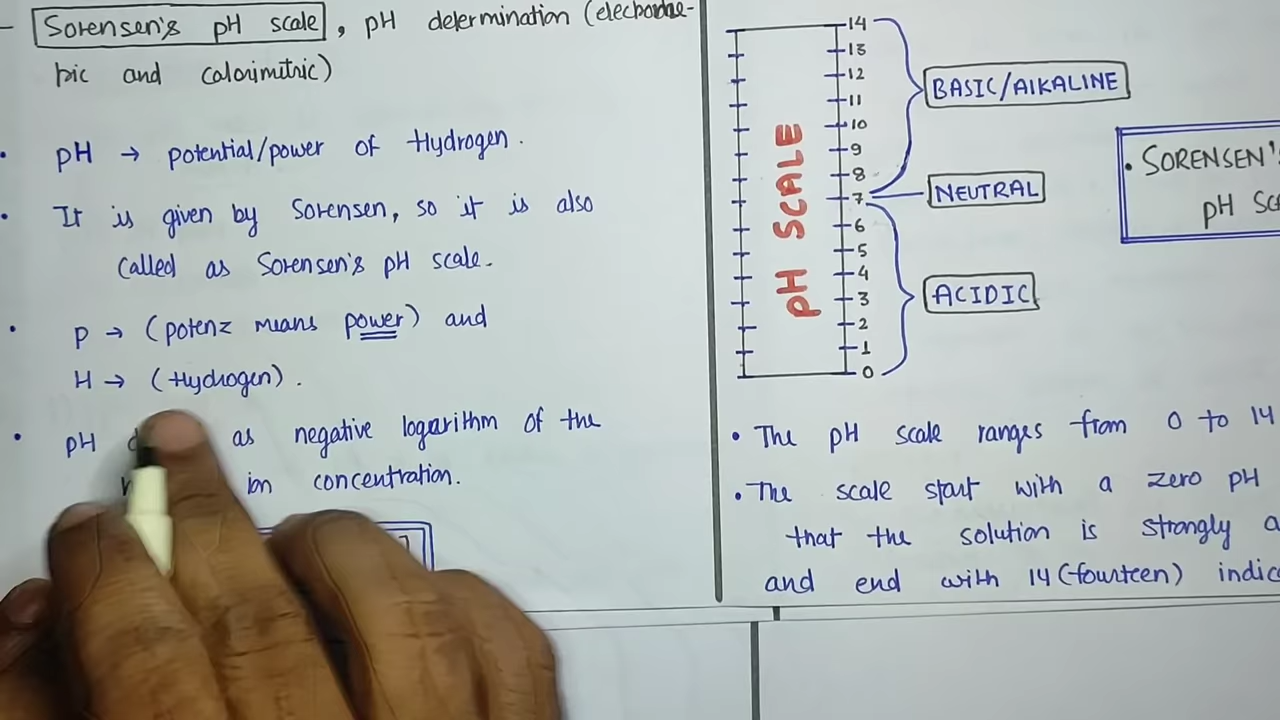 - Sorensen's pH scale, pH determination (electrome-
tric and calorimetric)
• pH → potential/power of Hydrogen.
• It is given by Sorensen, so it is also
called as Sorensen's pH scale.
• P → (potenz means power) and
H → (Hydrogen).
• pH as negative logarithm of the
ion concentration.
14
13
12
11
10
9
8
7
6
5
4
3
2
1
0
pH SCALE
BASIC/AlKALINE
NEUTRAL
ACIDIC
• SORENSEN'S
pH SC
• The pH scale ranges from 0 to 14
• The scale start with a zero pH
that the solution is strongly a
and end with 14 (fourteen) indic